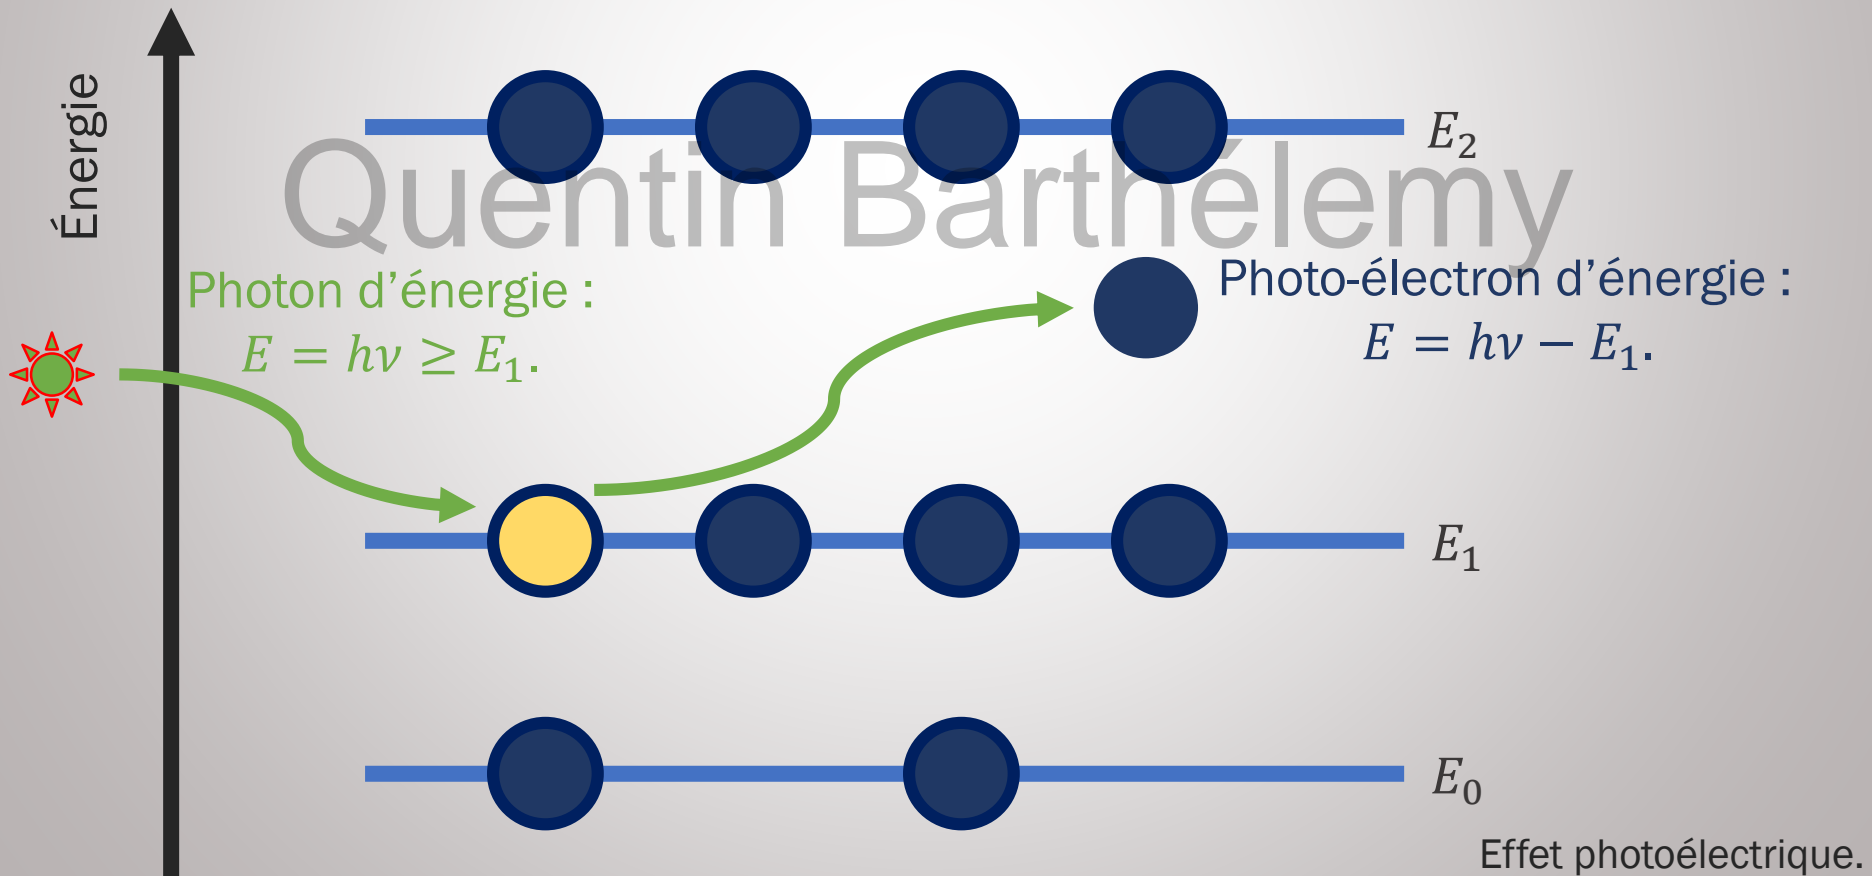 Énergie
E₂
Quentin Barthélemy
Photon d’énergie :
E = hν ≥ E₁.
Photo-électron d’énergie :
E = hν − E₁.
E₁
E₀
Effet photoélectrique.